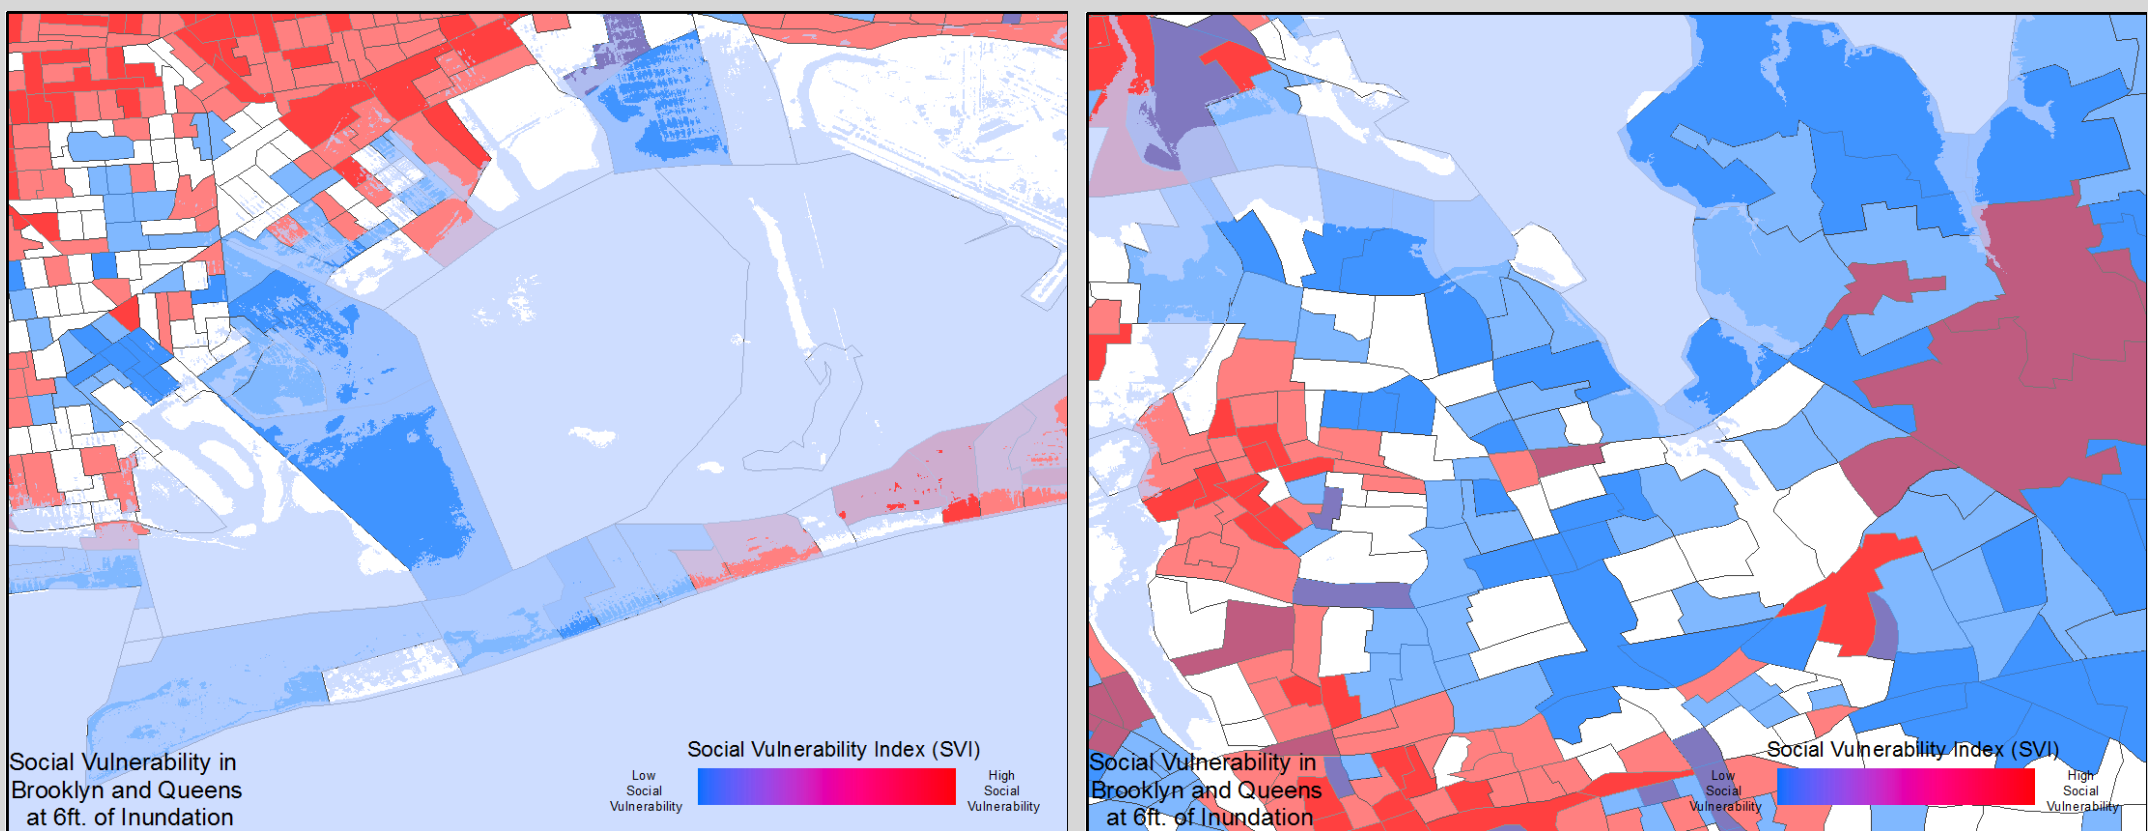 Social Vulnerability in
Brooklyn and Queens
at 6ft. of Inundation
Social Vulnerability Index (SVI)
Low
Social
Vulnerability
High
Social
Vulnerability
Social Vulnerability in
Brooklyn and Queens
at 6ft. of Inundation
Social Vulnerability Index (SVI)
Low
Social
Vulnerability
High
Social
Vulnerability